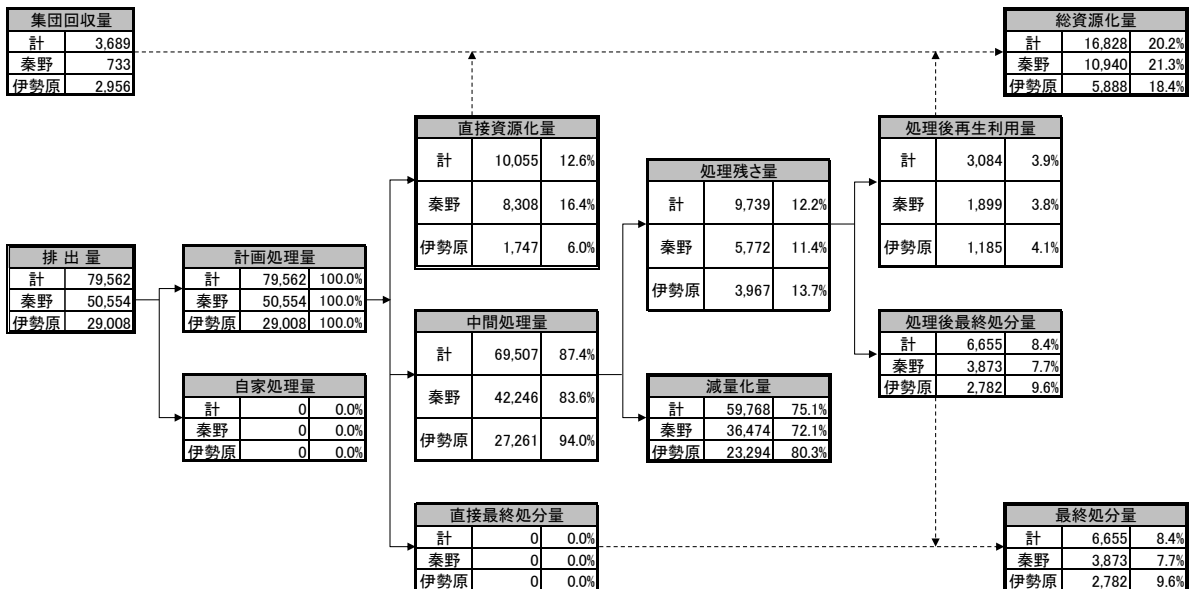 集団回収量
計 3,689
秦野 733
伊勢原 2,956
総資源化量
計 16,828 20.2%
秦野 10,940 21.3%
伊勢原 5,888 18.4%
直接資源化量
計 10,055 12.6%
秦野 8,308 16.4%
伊勢原 1,747 6.0%
処理後再生利用量
計 3,084 3.9%
秦野 1,899 3.8%
伊勢原 1,185 4.1%
処理残さ量
計 9,739 12.2%
秦野 5,772 11.4%
伊勢原 3,967 13.7%
排 出 量
計 79,562
秦野 50,554
伊勢原 29,008
計画処理量
計 79,562 100.0%
秦野 50,554 100.0%
伊勢原 29,008 100.0%
中間処理量
計 69,507 87.4%
秦野 42,246 83.6%
伊勢原 27,261 94.0%
処理後最終処分量
計 6,655 8.4%
秦野 3,873 7.7%
伊勢原 2,782 9.6%
自家処理量
計 0 0.0%
秦野 0 0.0%
伊勢原 0 0.0%
減量化量
計 59,768 75.1%
秦野 36,474 72.1%
伊勢原 23,294 80.3%
直接最終処分量
計 0 0.0%
秦野 0 0.0%
伊勢原 0 0.0%
最終処分量
計 6,655 8.4%
秦野 3,873 7.7%
伊勢原 2,782 9.6%